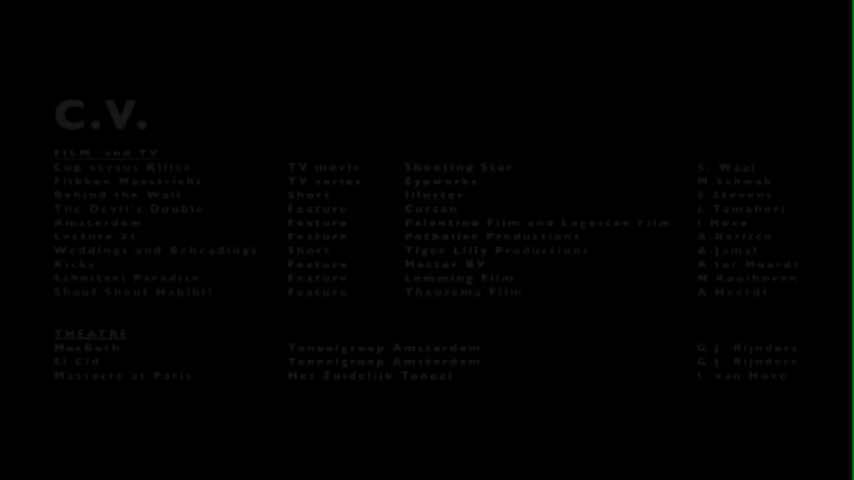 C.V.
FILM and TV
Cop versus Killer TV movie Shooting Star S. Waal
Flikken Maastricht TV series Eyeworks M.Schwab
Behind the Wall Short Illuster E.Stevens
The Devil's Double Feature Corsan L.Tamahori
Amsterdam Feature Palentine Film and Lagestee Film I.Hove
Lecture 21 Feature Potboiler Productions A.Baricco
Weddings and Beheadings Short Tiger Lilly Productions A.Jamal
Feature Hector BV A.ter Heerdt
Schnitzel Paradise Feature Lemming Film M.Koolhoven
Shouf Shouf Habibi! Feature Theorema Film A.Heerdt
THEATRE
MacBeth Toneelgroep Amsterdam G.J. Rijnders
El Cid Toneelgroep Amsterdam G.J. Rijnders
Massacre at Paris Het Zuidelijk Toneel I. van Hove